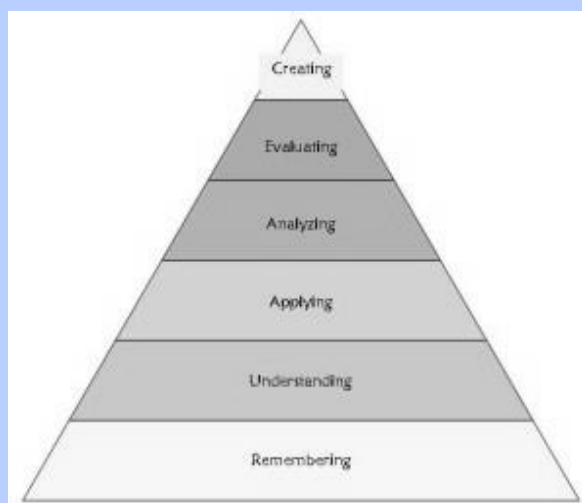 Creating
Evaluating
Analyzing
Applying
Understanding
Remembering